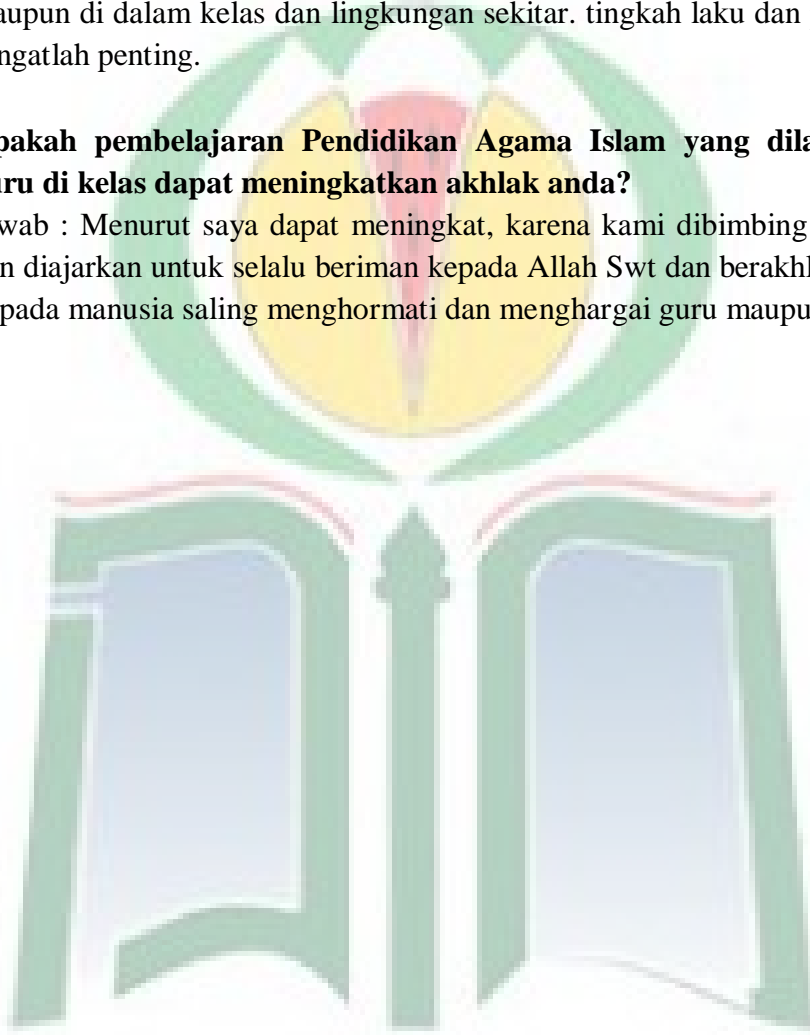 aupun di dalam kelas dan lingkungan sekitar. tingkah laku dan
ngatlah penting.
pakah pembelajaran Pendidikan Agama Islam yang dila
uru di kelas dapat meningkatkan akhlak anda?
wab : Menurut saya dapat meningkat, karena kami dibimbing
n diajarkan untuk selalu beriman kepada Allah Swt dan berakhl
pada manusia saling menghormati dan menghargai guru maupu